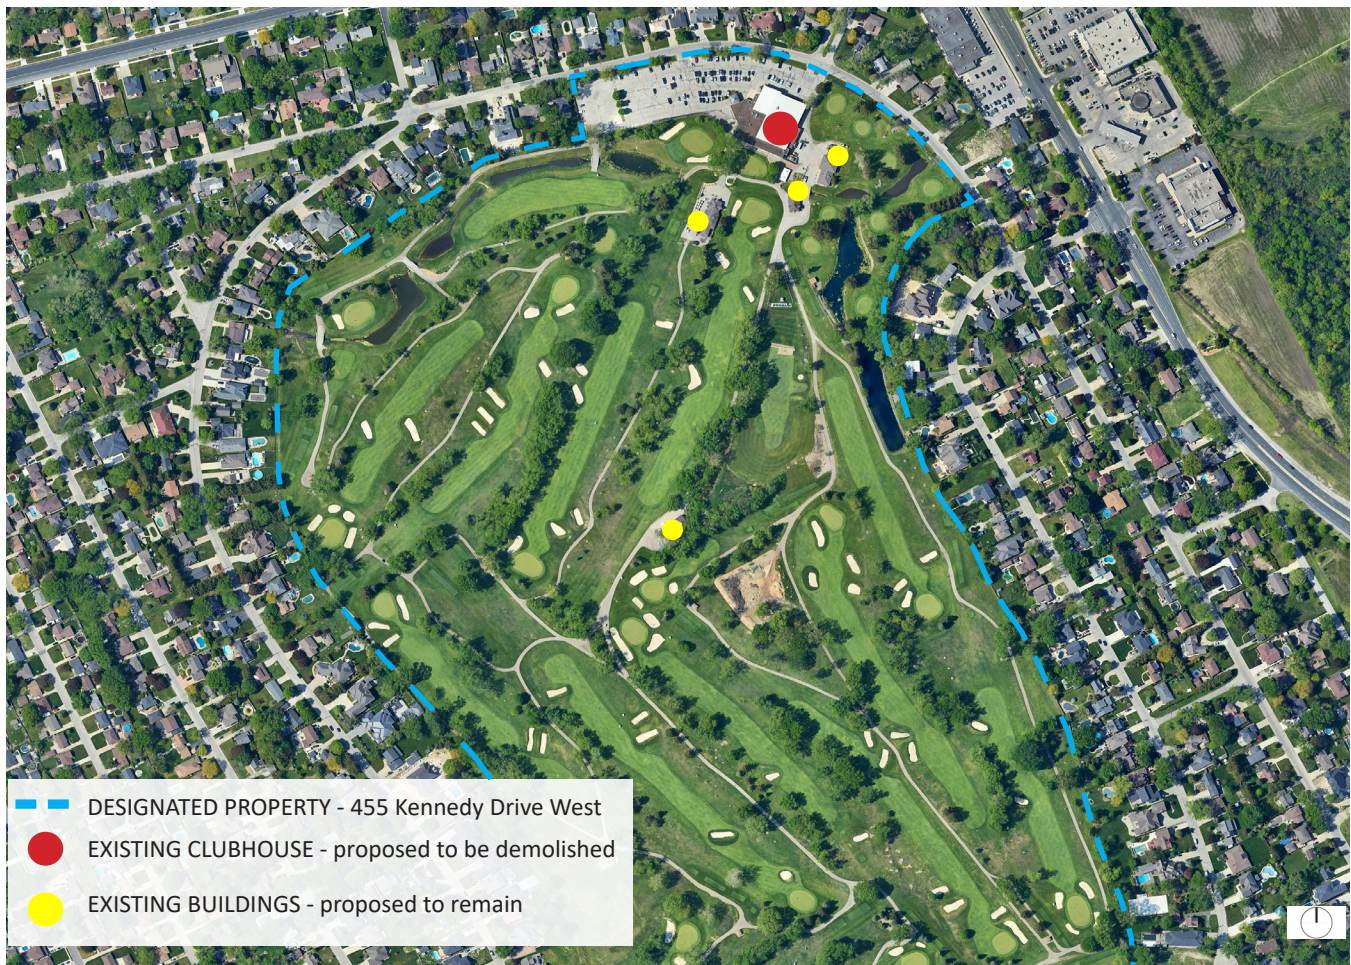 DESIGNATED PROPERTY - 455 Kennedy Drive West
EXISTING CLUBHOUSE - proposed to be demolished
EXISTING BUILDINGS - proposed to remain